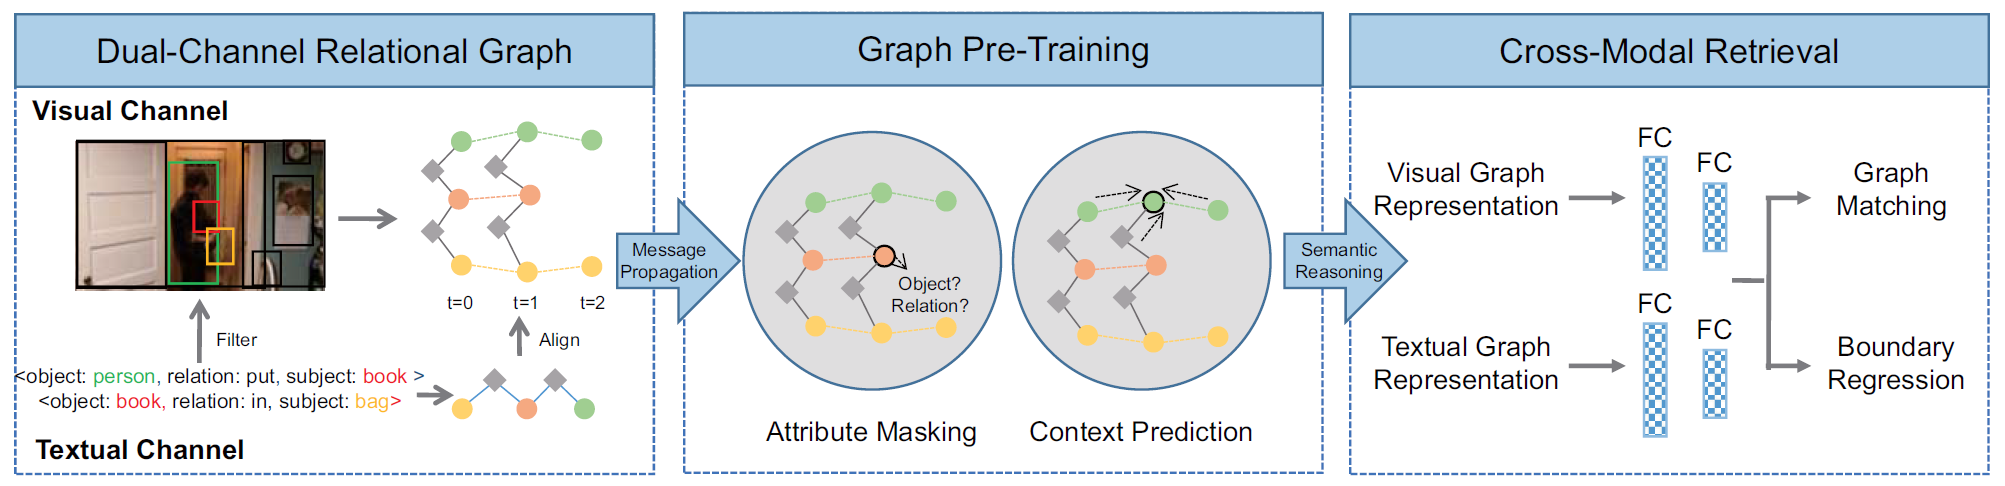 Dual-Channel Relational Graph
Visual Channel
t=0
t=1
t=2
Filter
Align
<object: person, relation: put, subject: book >
<object: book, relation: in, subject: bag>
Textual Channel
Message
Propagation
Graph Pre-Training
Object?
Relation?
Attribute Masking
Context Prediction
Semantic
Reasoning
Cross-Modal Retrieval
Visual Graph
Representation
FC
FC
Graph
Matching
Textual Graph
Representation
FC
FC
Boundary
Regression